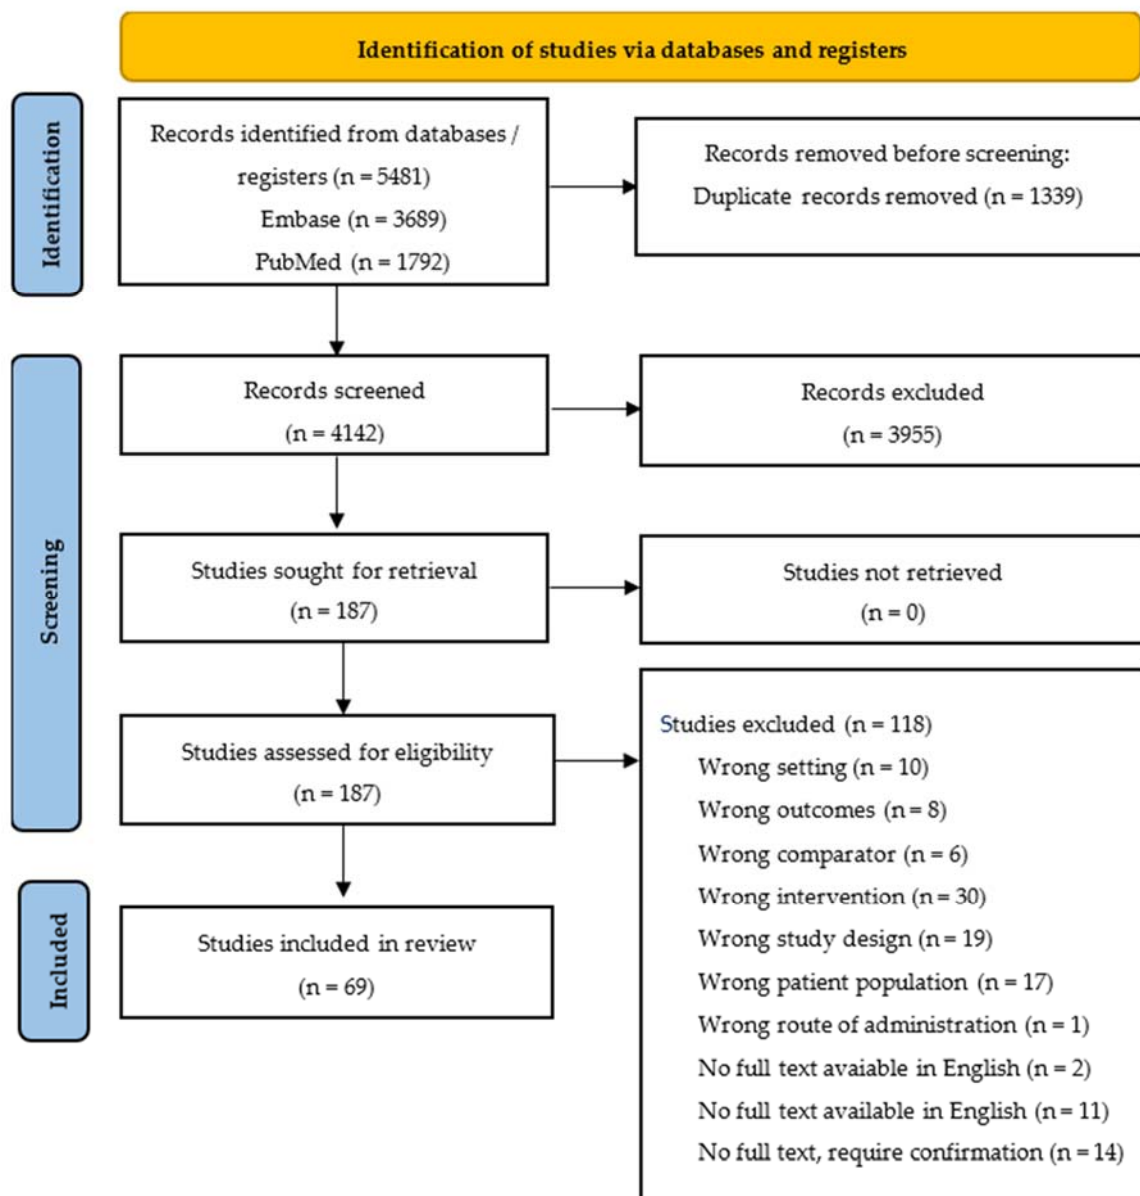 Identification of studies via databases and registers
Identification
Records identified from databases /
registers (n = 5481)
Embase (n = 3689)
PubMed (n = 1792)
Records removed before screening:
Duplicate records removed (n = 1339)
Screening
Records screened
(n = 4142)
Records excluded
(n = 3955)
Studies sought for retrieval
(n = 187)
Studies not retrieved
(n = 0)
Studies assessed for eligibility
(n = 187)
Studies excluded (n = 118)
Wrong setting (n = 10)
Wrong outcomes (n = 8)
Wrong comparator (n = 6)
Wrong intervention (n = 30)
Wrong study design (n = 19)
Wrong patient population (n = 17)
Wrong route of administration (n = 1)
No full text avaiable in English (n = 2)
No full text available in English (n = 11)
No full text, require confirmation (n = 14)
Included
Studies included in review
(n = 69)